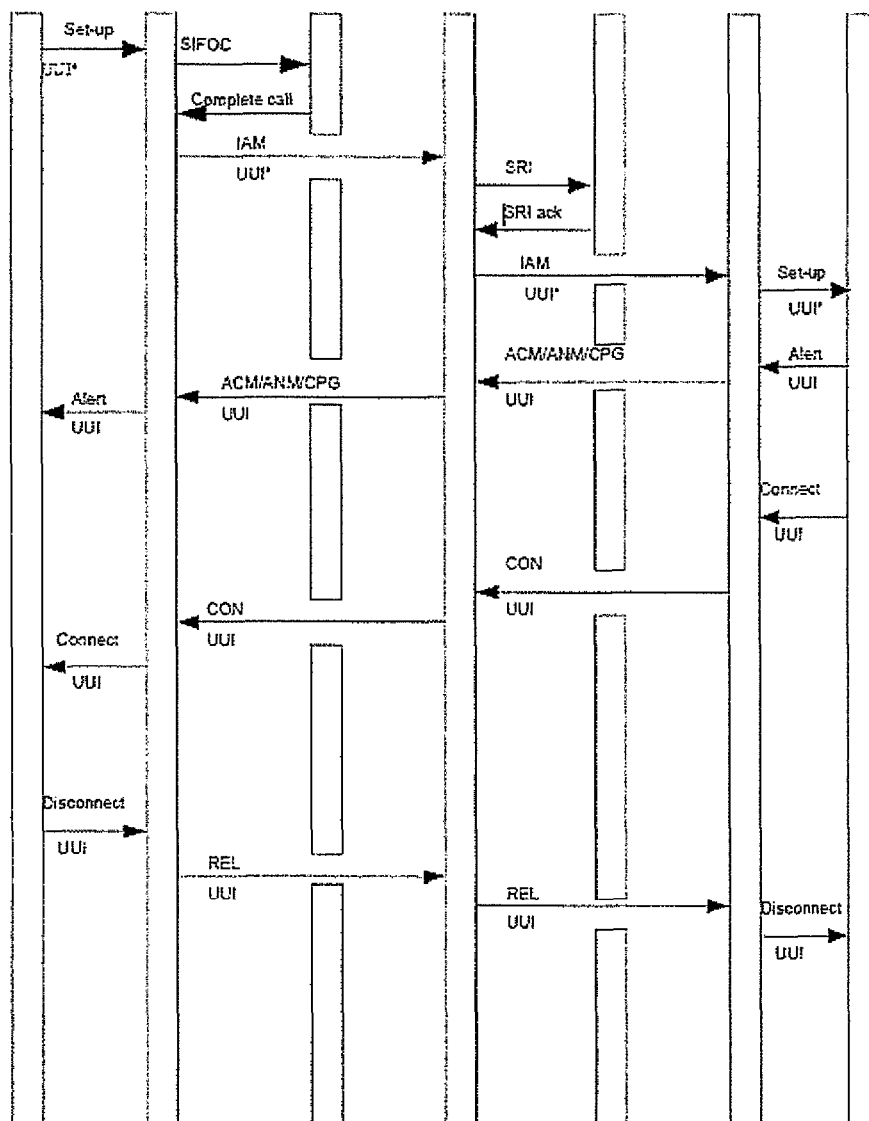 Set-up
UUI*
SIFOC
Complete call
IAM
UUI*
SRI
SRI ack
IAM
UUI*
Set-up
UUI*
Alert
UUI
ACM/ANM/CPG
UUI
ACM/ANM/CPG
UUI
Alert
UUI
Connect
UUI
CON
UUI
CON
UUI
Connect
UUI
Disconnect
UUI
REL
UUI
REL
UUI
Disconnect
UUI